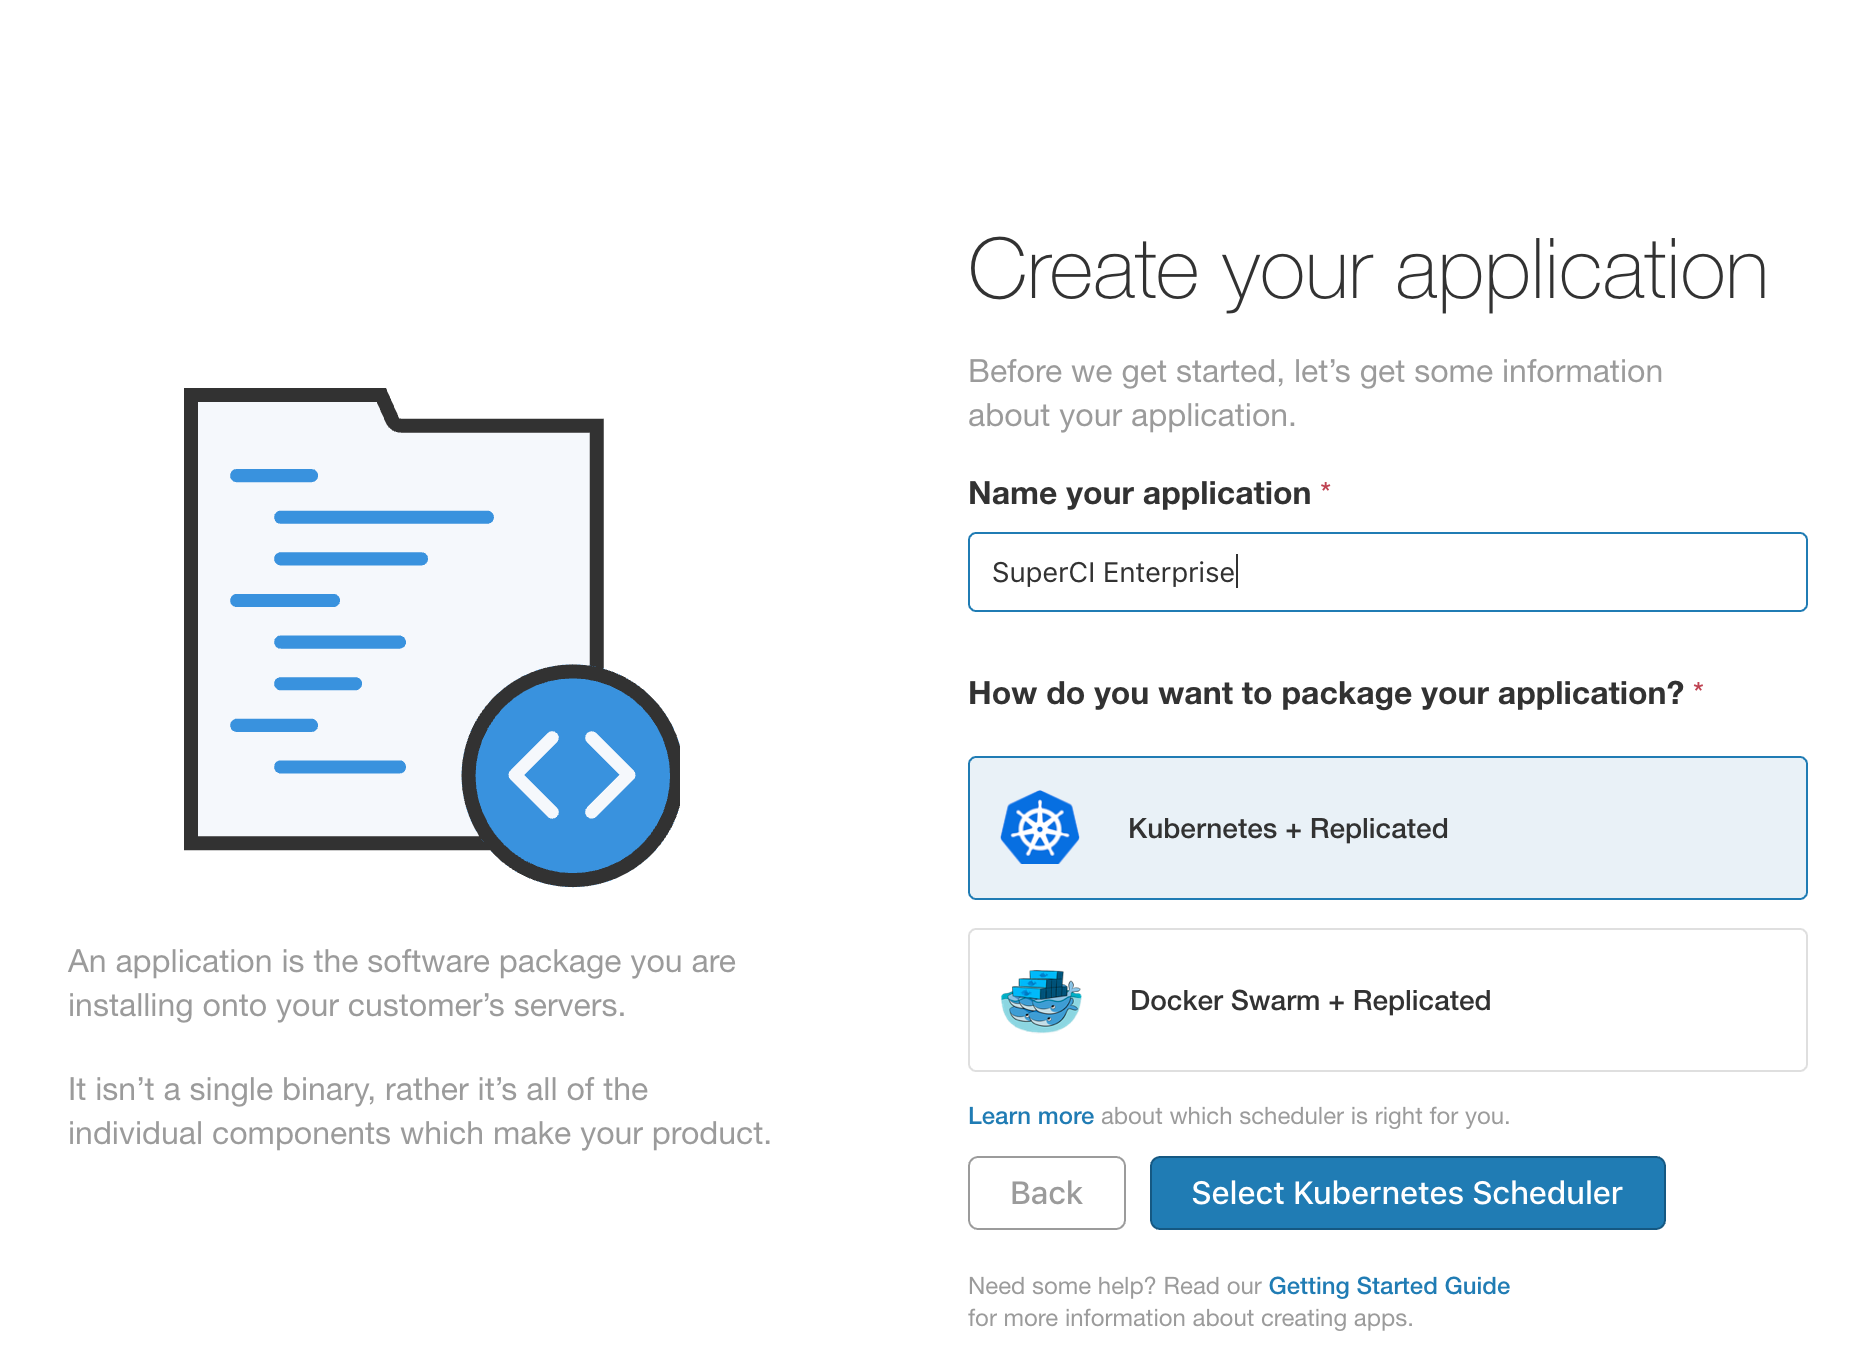 Create your application
Before we get started, let’s get some information
about your application.
Name your application *
SuperCI Enterprise
How do you want to package your application? *
Kubernetes + Replicated
Docker Swarm + Replicated
Learn more about which scheduler is right for you.
Back
Select Kubernetes Scheduler
Need some help? Read our Getting Started Guide
for more information about creating apps.
An application is the software package you are
installing onto your customer’s servers.
It isn’t a single binary, rather it’s all of the
individual components which make your product.